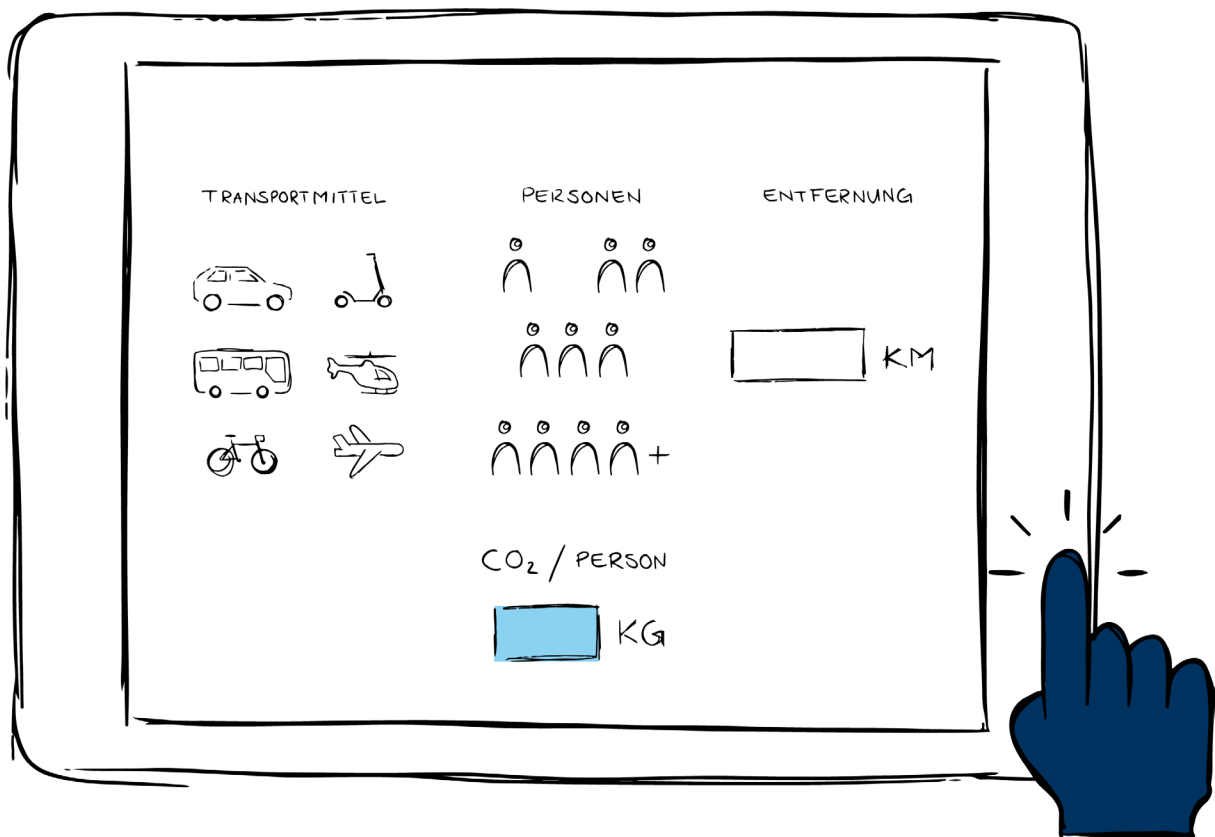 TRANSPORTMITTEL
PERSONEN
ENTFERNUNG
KM
+
CO₂ / PERSON
KG